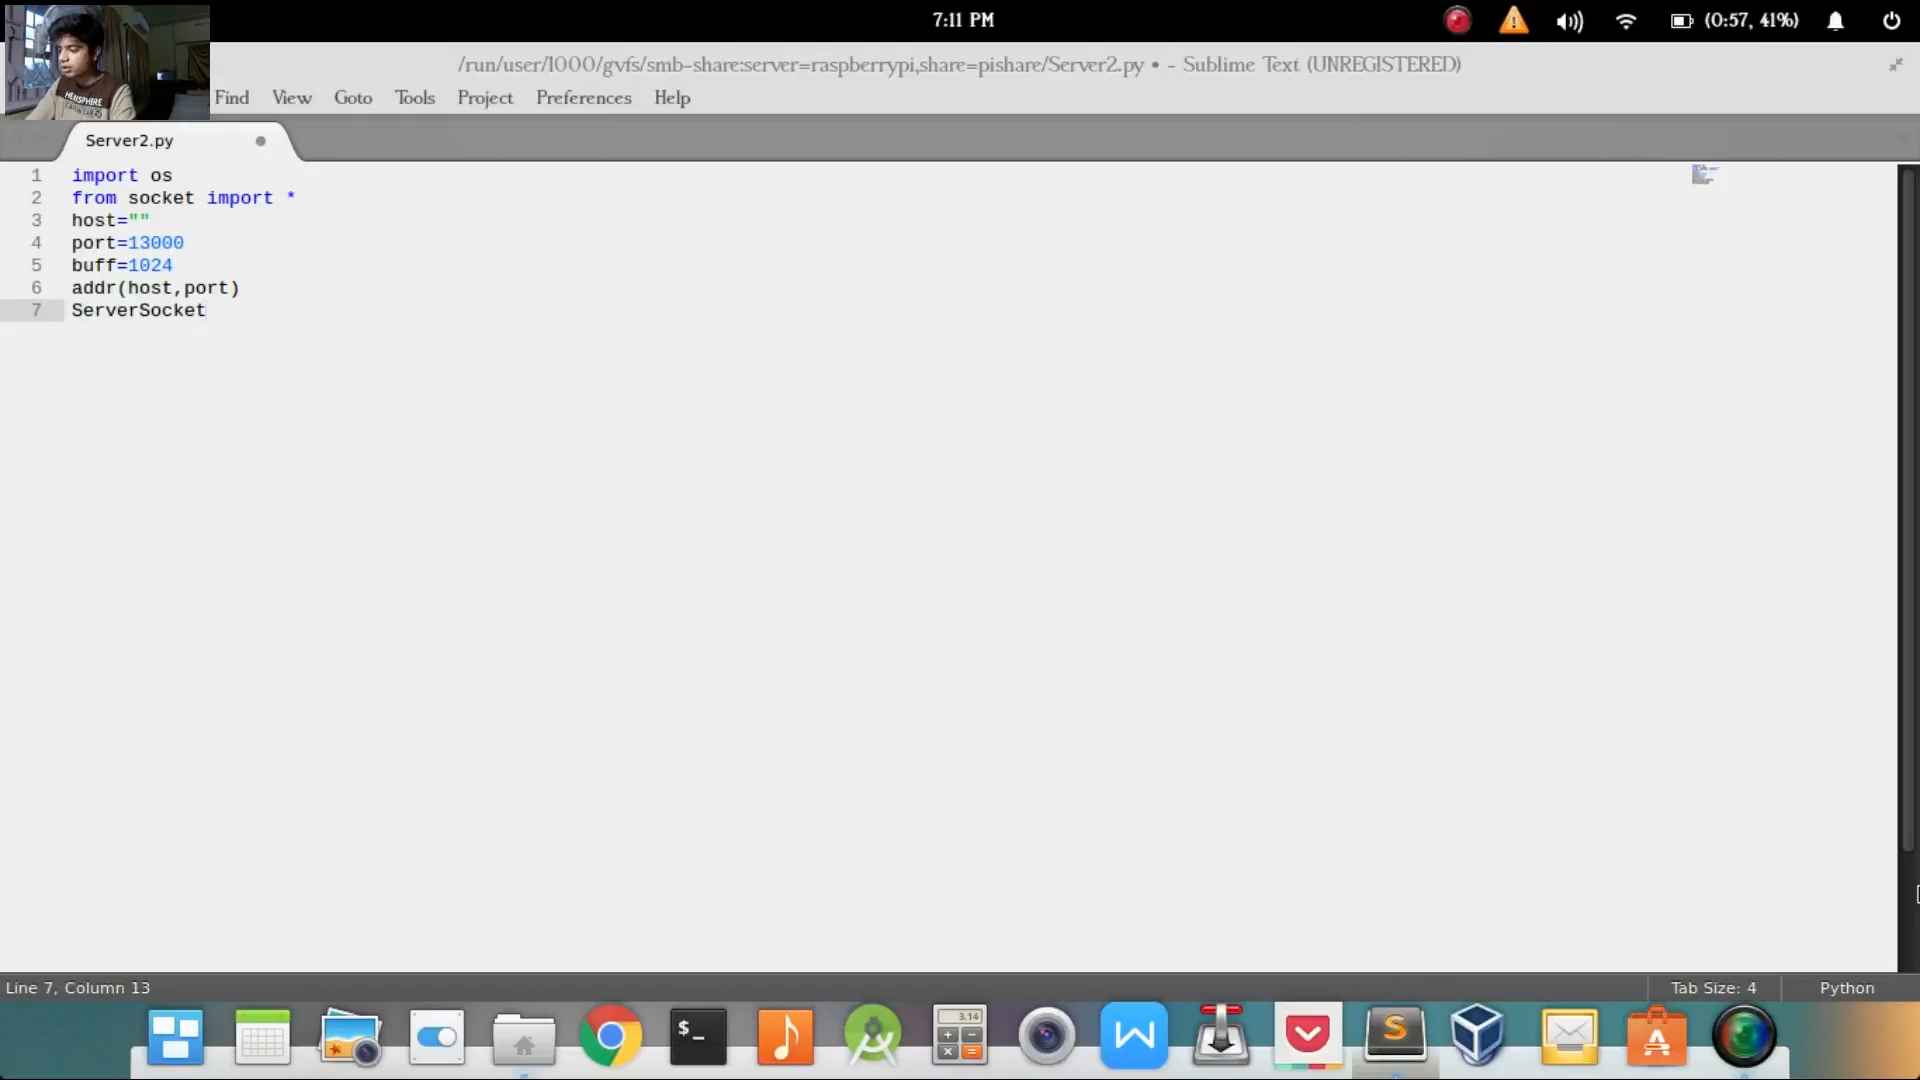 7:11 PM
(0:57, 41%)
/run/user/1000/gvfs/smb-share:server=raspberrypi,share=pishare/Server2.py • - Sublime Text (UNREGISTERED)
Find View Goto Tools Project Preferences Help
Server2.py
1 import os
2 from socket import *
3 host=""
4 port=13000
5 buff=1024
6 addr(host,port)
7 ServerSocket
Line 7, Column 13
Tab Size: 4
Python
$_
3.14